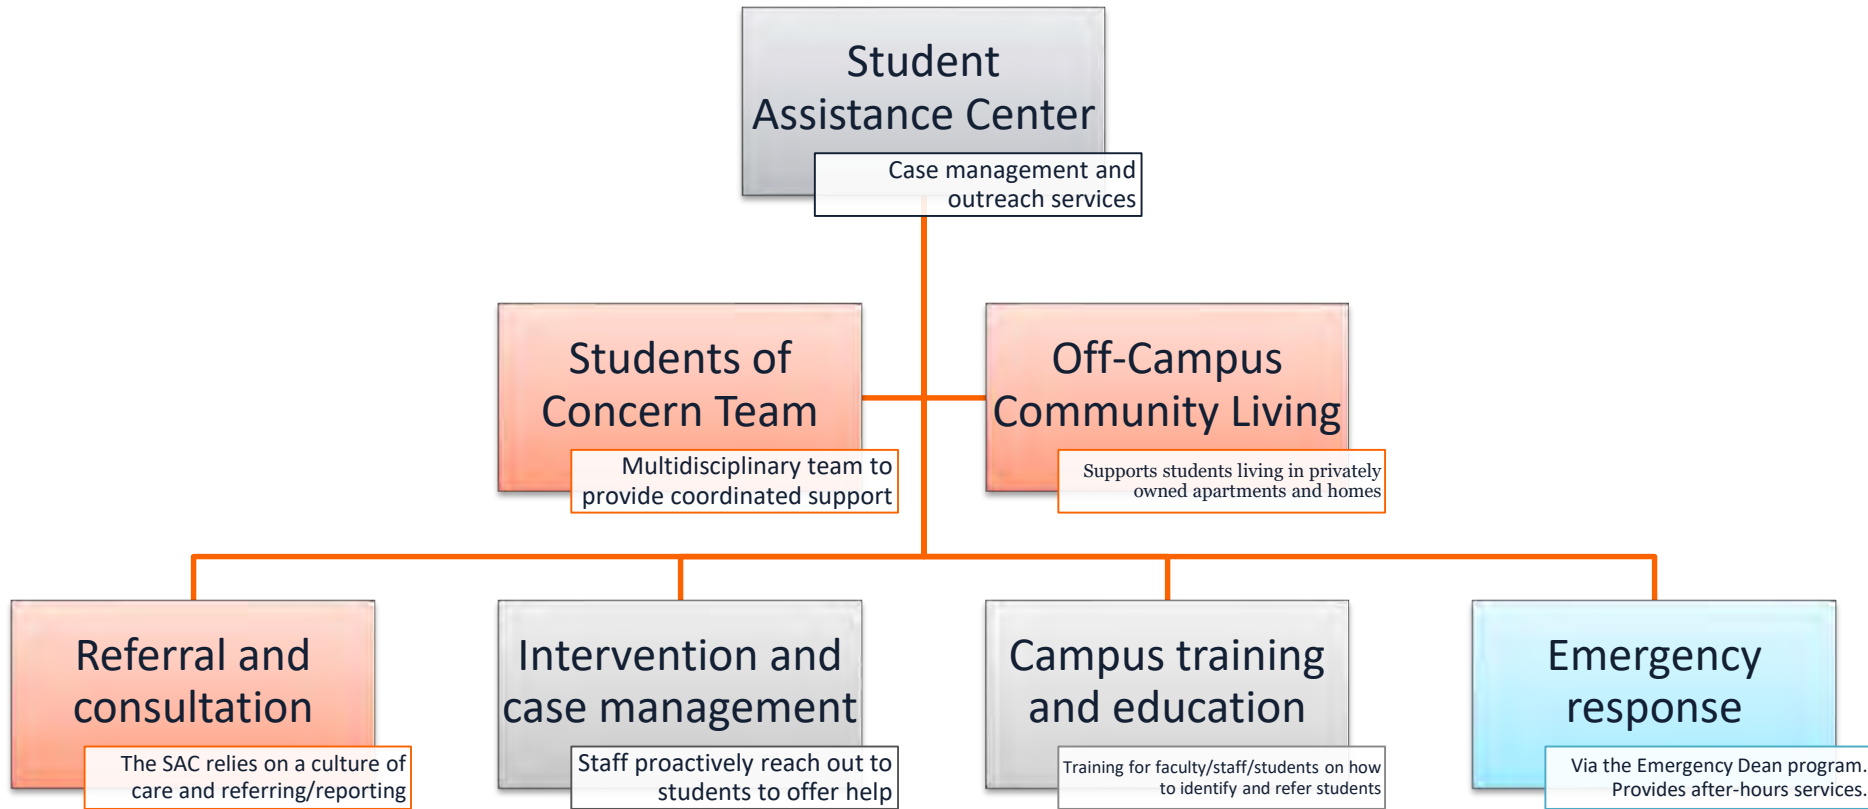 Student
Assistance Center
Case management and
outreach services
Students of
Concern Team
Multidisciplinary team to
provide coordinated support
Off-Campus
Community Living
Supports students living in privately
owned apartments and homes
Referral and
consultation
The SAC relies on a culture of
care and referring/reporting
Intervention and
case management
Staff proactively reach out to
students to offer help
Campus training
and education
Training for faculty/staff/students on how
to identify and refer students
Emergency
response
Via the Emergency Dean program.
Provides after-hours services.